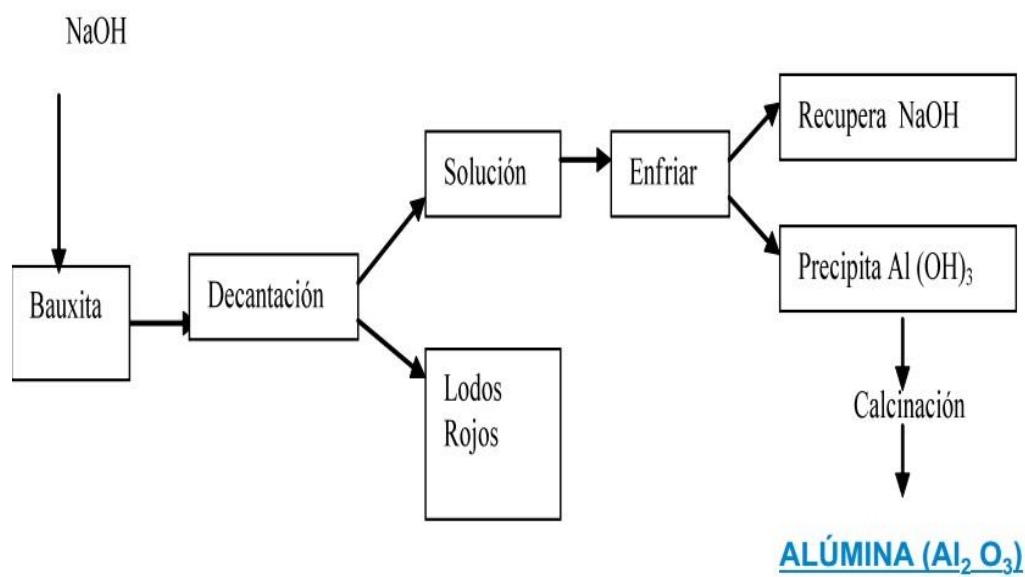 NaOH
Bauxita
Decantación
Solución
Lodos
Rojos
Enfriar
Recupera NaOH
Precipita Al (OH)₃
Calcinación
ALÚMINA (Al₂ O₃)